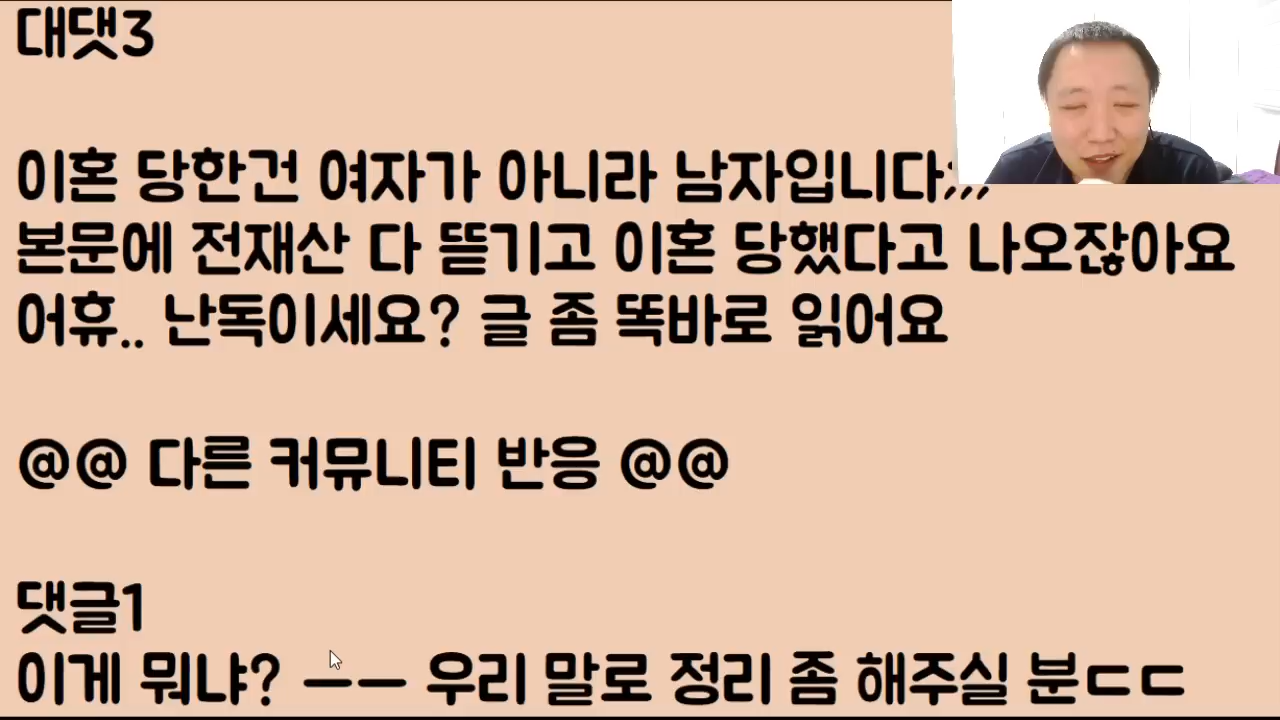 대댓3
이혼 당한건 여자가 아니라 남자입니다;;;
본문에 전재산 다 뜯기고 이혼 당했다고 나오잖아요
어휴.. 난독이세요? 글 좀 똑바로 읽어요
@@ 다른 커뮤니티 반응 @@
댓글1
이게 뭐냐? ㅡㅡ 우리 말로 정리 좀 해주실 분ㄷㄷ